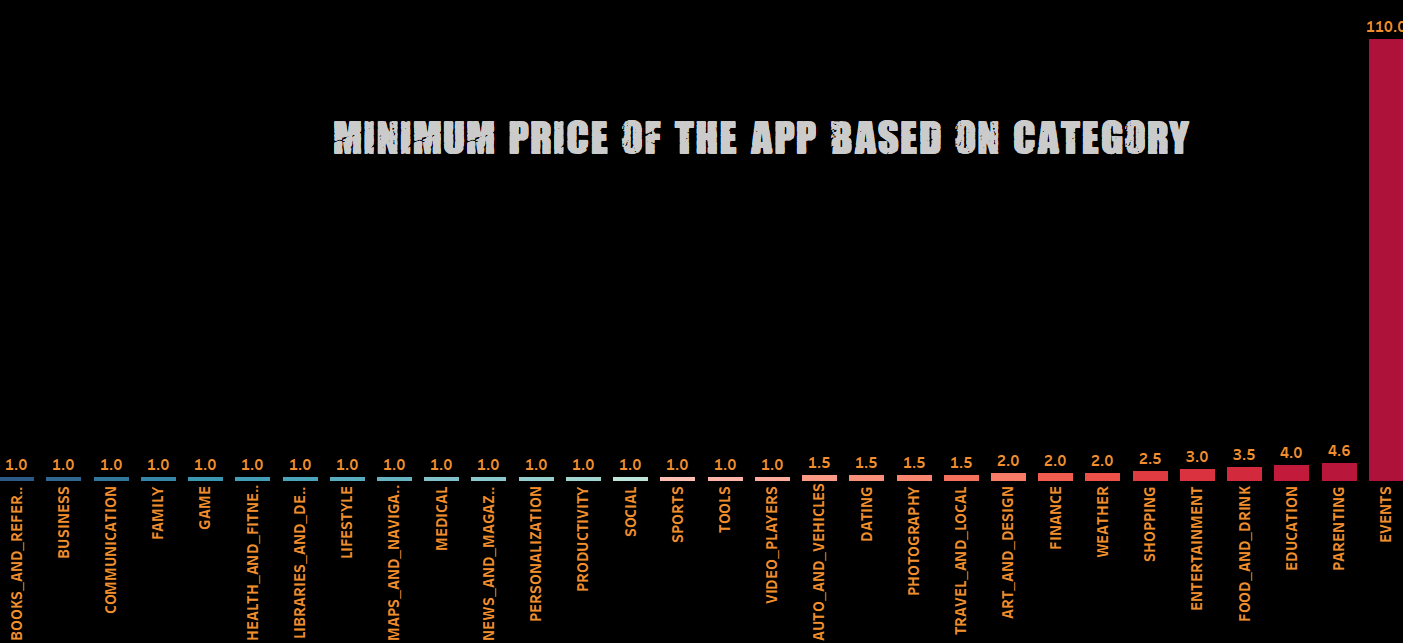 110.0
MINIMUM PRICE OF THE APP BASED ON CATEGORY
1.0 1.0 1.0 1.0 1.0 1.0 1.0 1.0 1.0 1.0 1.0 1.0 1.0 1.0 1.0 1.0 1.0 1.5 1.5 1.5 1.5 2.0 2.0 2.0 2.5 3.0 3.5 4.0 4.6
BOOKS_AND_REFER..
BUSINESS
COMMUNICATION
FAMILY
GAME
HEALTH_AND_FITNE..
LIBRARIES_AND_DE..
LIFESTYLE
MAPS_AND_NAVIGA..
MEDICAL
NEWS_AND_MAGAZ..
PERSONALIZATION
PRODUCTIVITY
SOCIAL
SPORTS
TOOLS
VIDEO_PLAYERS
AUTO_AND_VEHICLES
DATING
PHOTOGRAPHY
TRAVEL_AND_LOCAL
ART_AND_DESIGN
FINANCE
WEATHER
SHOPPING
ENTERTAINMENT
FOOD_AND_DRINK
EDUCATION
PARENTING
EVENTS